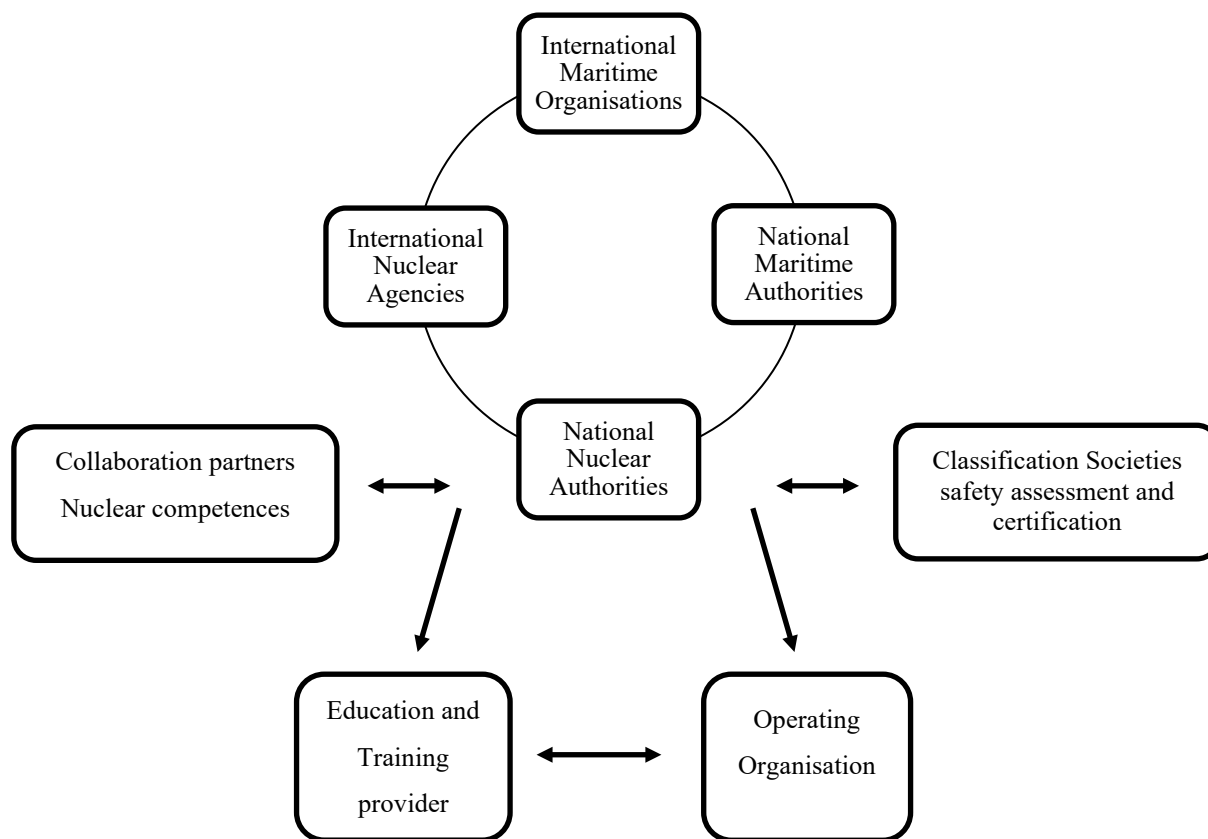 International
Maritime
Organisations
International
Nuclear
Agencies
National
Maritime
Authorities
National
Nuclear
Authorities
Collaboration partners
Nuclear competences
Classification Societies
safety assessment and
certification
Education and
Training
provider
Operating
Organisation